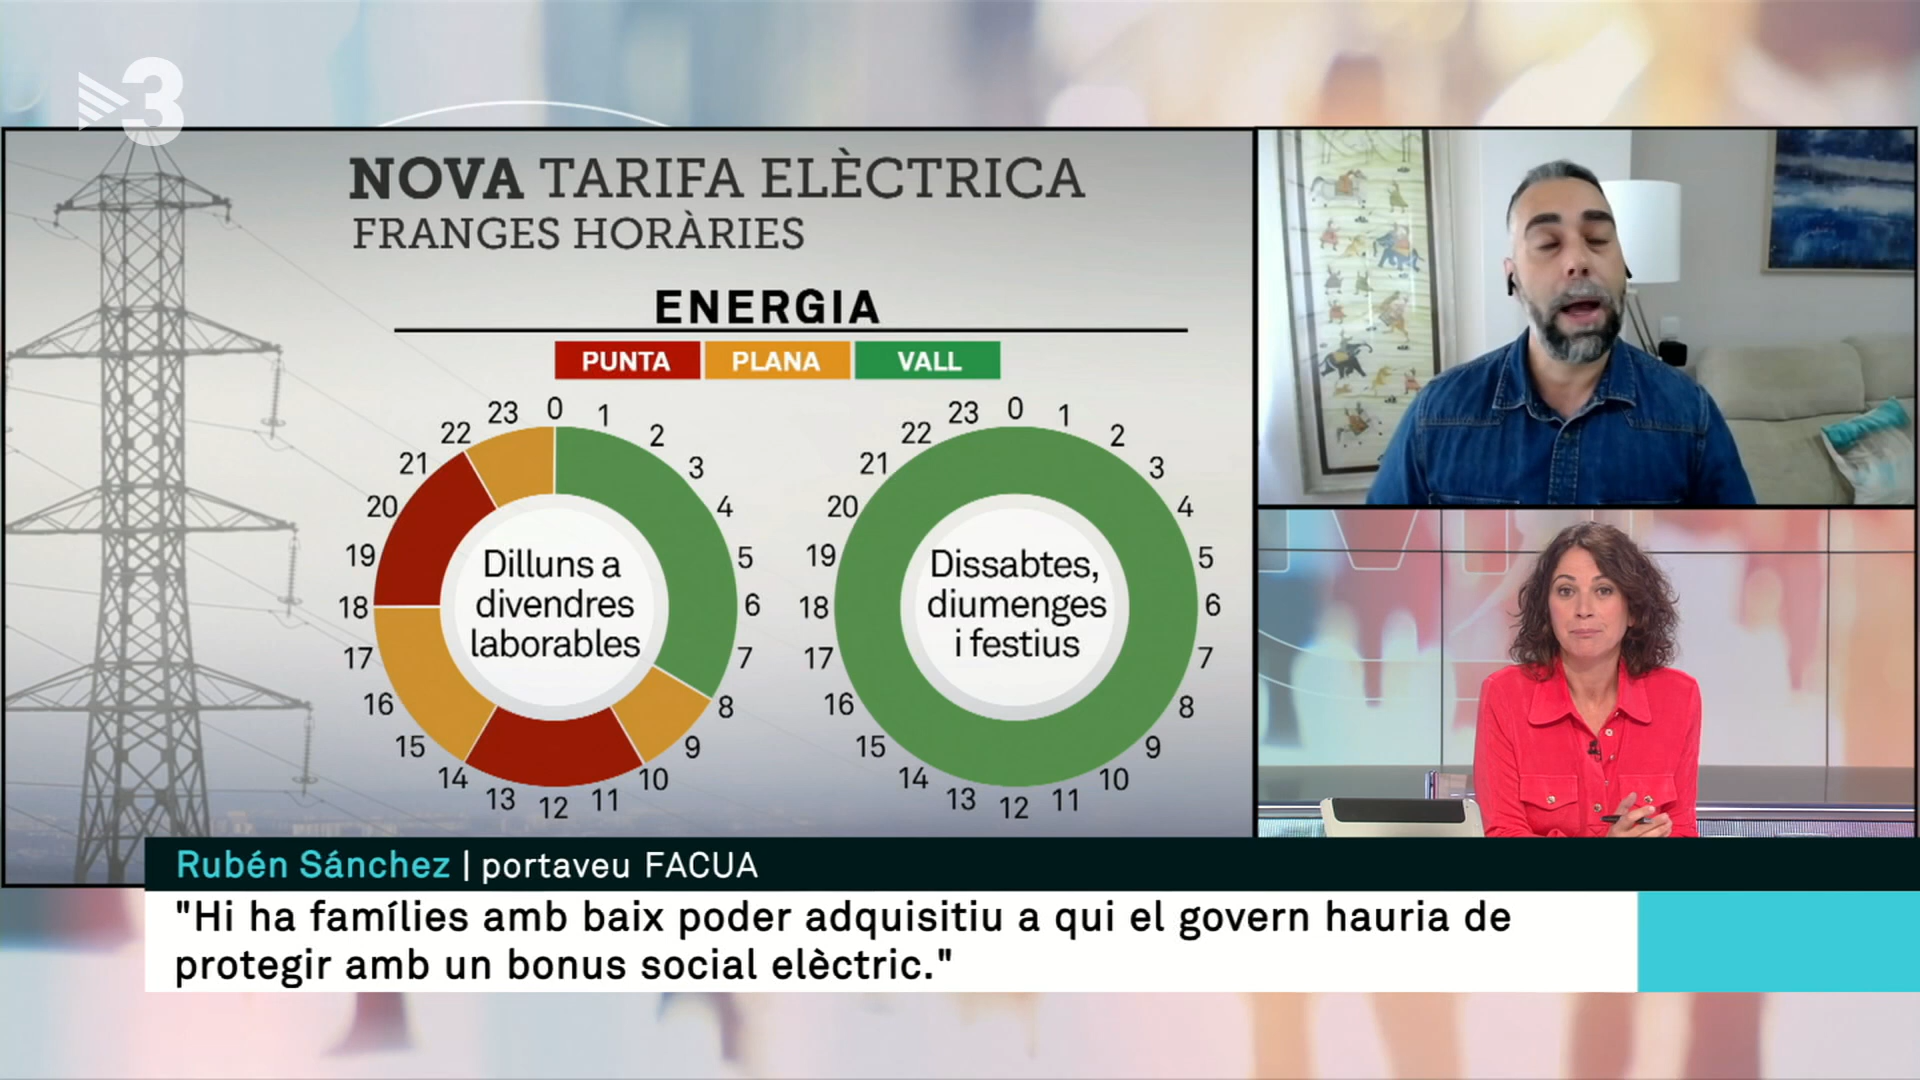 3
NOVA TARIFA ELÈCTRICA
FRANGES HORÀRIES
ENERGIA
PUNTA PLANA VALL
0 1 2 3 4 5 6 7 8 9 10 11 12 13 14 15 16 17 18 19 20 21 22 23
Dilluns a
divendres
laborables
0 1 2 3 4 5 6 7 8 9 10 11 12 13 14 15 16 17 18 19 20 21 22 23
Dissabtes,
diumenges
i festius
Rubén Sánchez | portaveu FACUA
"Hi ha famílies amb baix poder adquisitiu a qui el govern hauria de
protegir amb un bonus social elèctric."